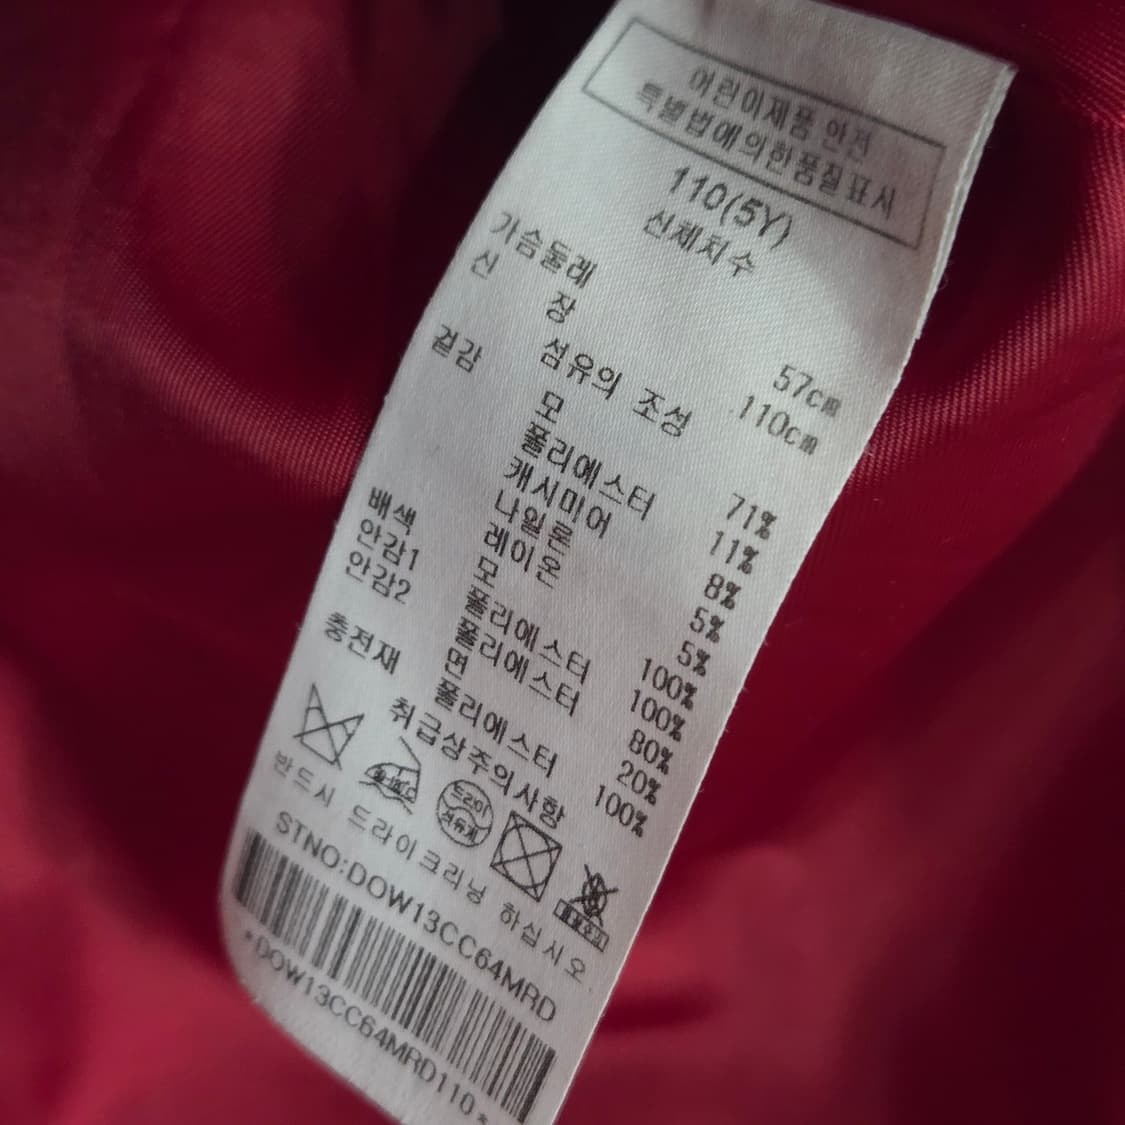 어린이제품 안전
특별법에의한품질표시
110(5Y)
신체치수
가슴둘레 57cm
신 장 110cm
섬유의 조성
겉감 모 71%
폴리에스터 11%
캐시미어 8%
나일론 5%
레이온 5%
배색 모 100%
안감1 폴리에스터 100%
안감2 폴리에스터 80%
면 20%
충전재 폴리에스터 100%
취급상주의사항
드라이
석유계
반드시 드라이크리닝 하십시오.
STNO:DOW13CC64MRD
*DOW13CC64MRD110*